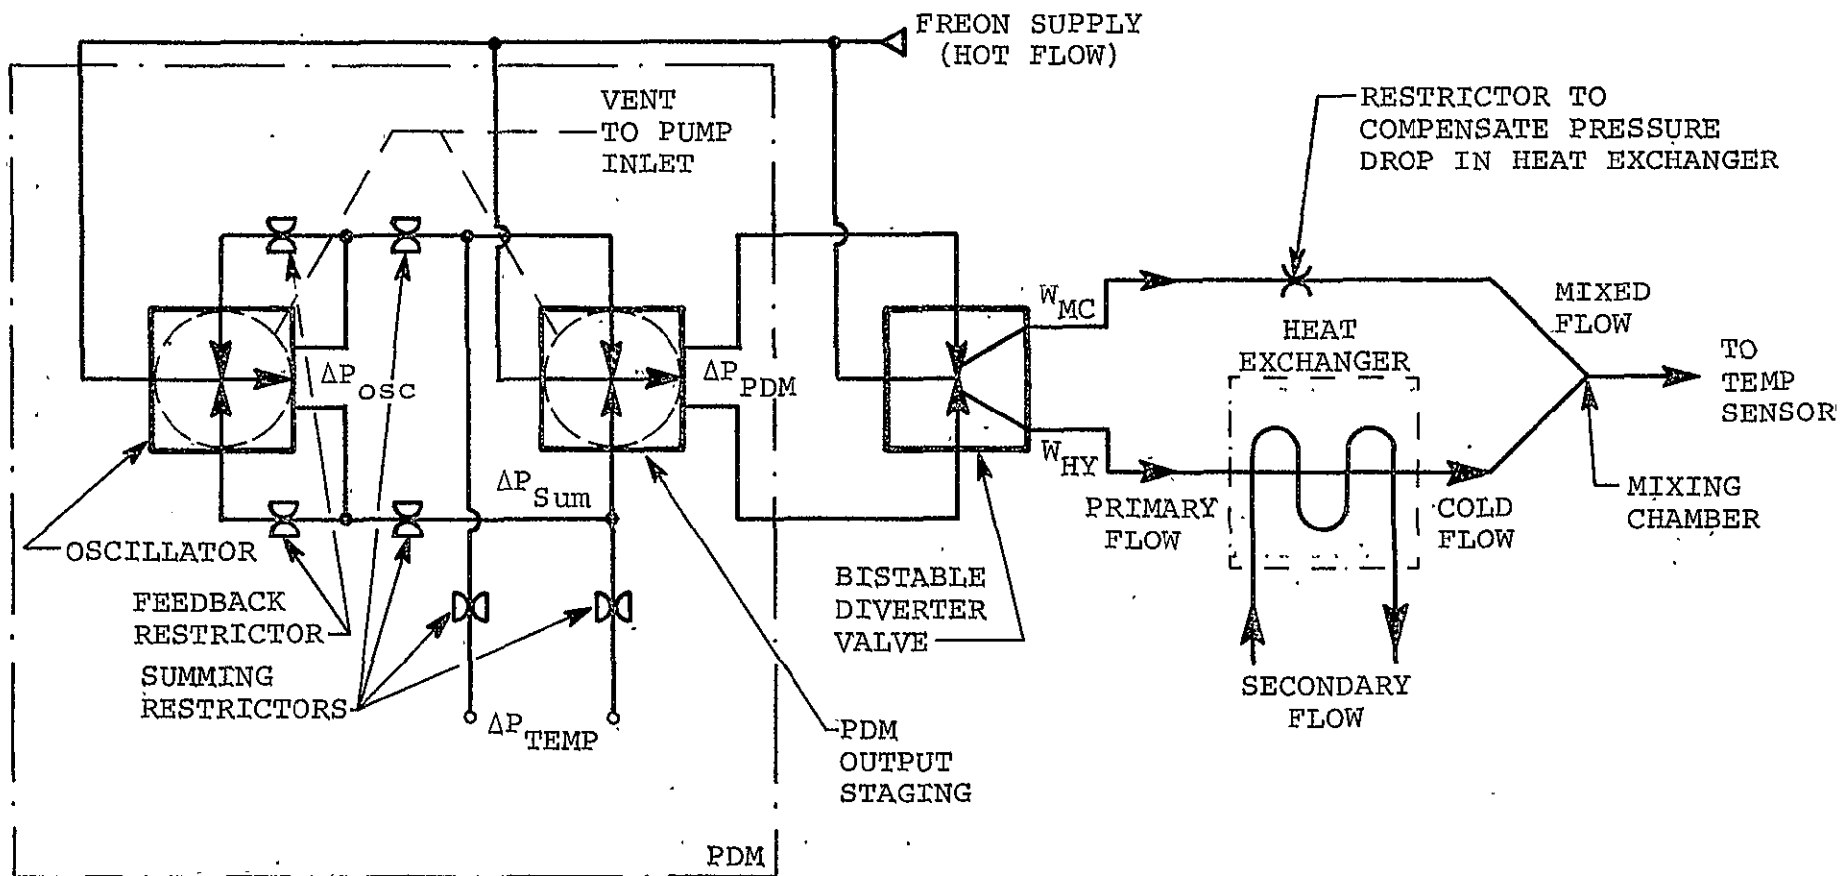 FREON SUPPLY
(HOT FLOW)
VENT
TO PUMP
INLET
RESTRICTOR TO
COMPENSATE PRESSURE
DROP IN HEAT EXCHANGER
W_MC
MIXED
FLOW
HEAT
EXCHANGER
TO
TEMP
SENSOR
ΔP_OSC
ΔP_PDM
W_HY
ΔP_Sum
PRIMARY
FLOW
COLD
FLOW
MIXING
CHAMBER
OSCILLATOR
FEEDBACK
RESTRICTOR
BISTABLE
DIVERTER
VALVE
SUMMING
RESTRICTORS
SECONDARY
FLOW
ΔP_TEMP
PDM
OUTPUT
STAGING
PDM